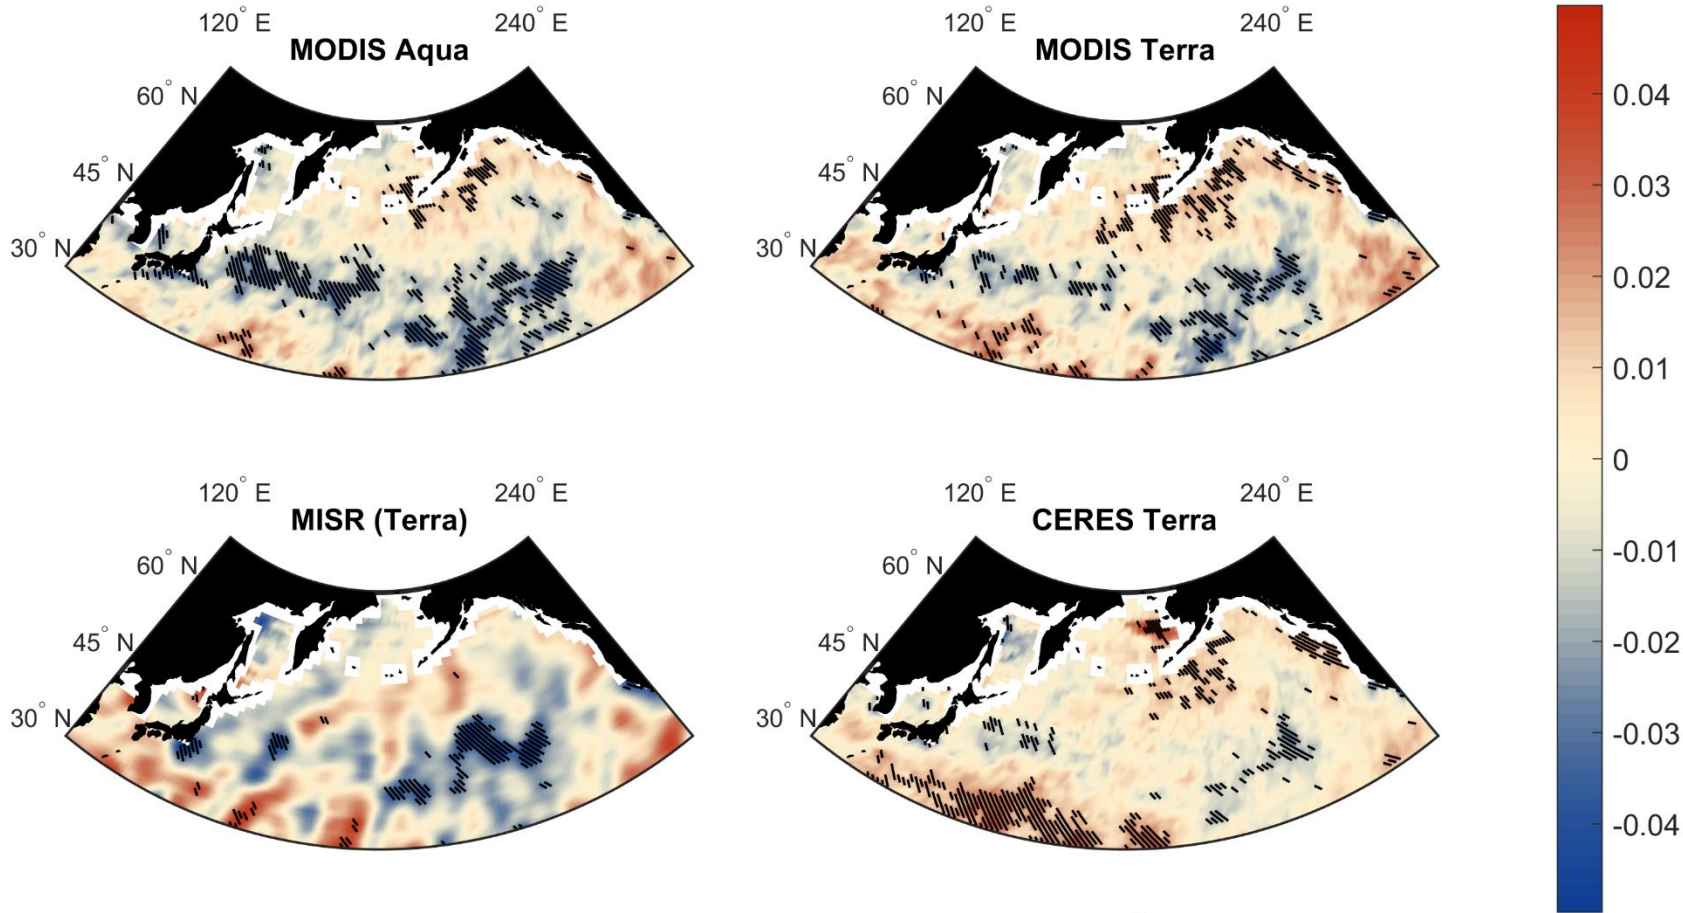 120° E 240° E
MODIS Aqua
60° N
45° N
30° N
120° E 240° E
MODIS Terra
60° N
45° N
30° N
120° E 240° E
MISR (Terra)
60° N
45° N
30° N
120° E 240° E
CERES Terra
60° N
45° N
30° N
0.04
0.03
0.02
0.01
0
-0.01
-0.02
-0.03
-0.04